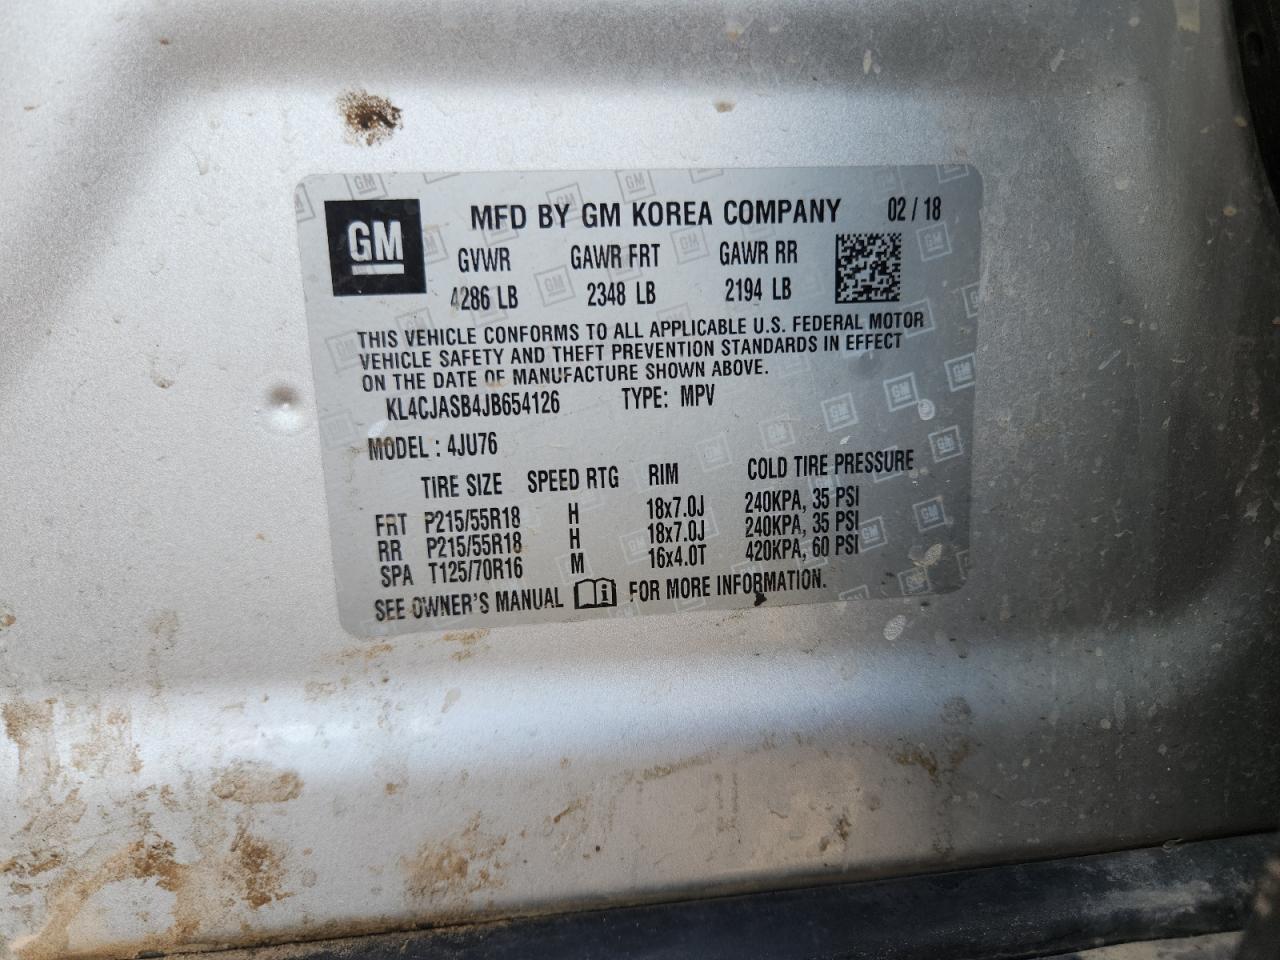 GM
MFD BY GM KOREA COMPANY 02 / 18
GVWR GAWR FRT GAWR RR
4286 LB 2348 LB 2194 LB
THIS VEHICLE CONFORMS TO ALL APPLICABLE U.S. FEDERAL MOTOR
VEHICLE SAFETY AND THEFT PREVENTION STANDARDS IN EFFECT
ON THE DATE OF MANUFACTURE SHOWN ABOVE.
KL4CJASB4JB654126 TYPE: MPV
MODEL : 4JU76
TIRE SIZE SPEED RTG RIM COLD TIRE PRESSURE
FRT P215/55R18 H 18x7.0J 240KPA, 35 PSI
RR P215/55R18 H 18x7.0J 240KPA, 35 PSI
SPA T125/70R16 M 16x4.0T 420KPA, 60 PSI
SEE OWNER'S MANUAL i FOR MORE INFORMATION.